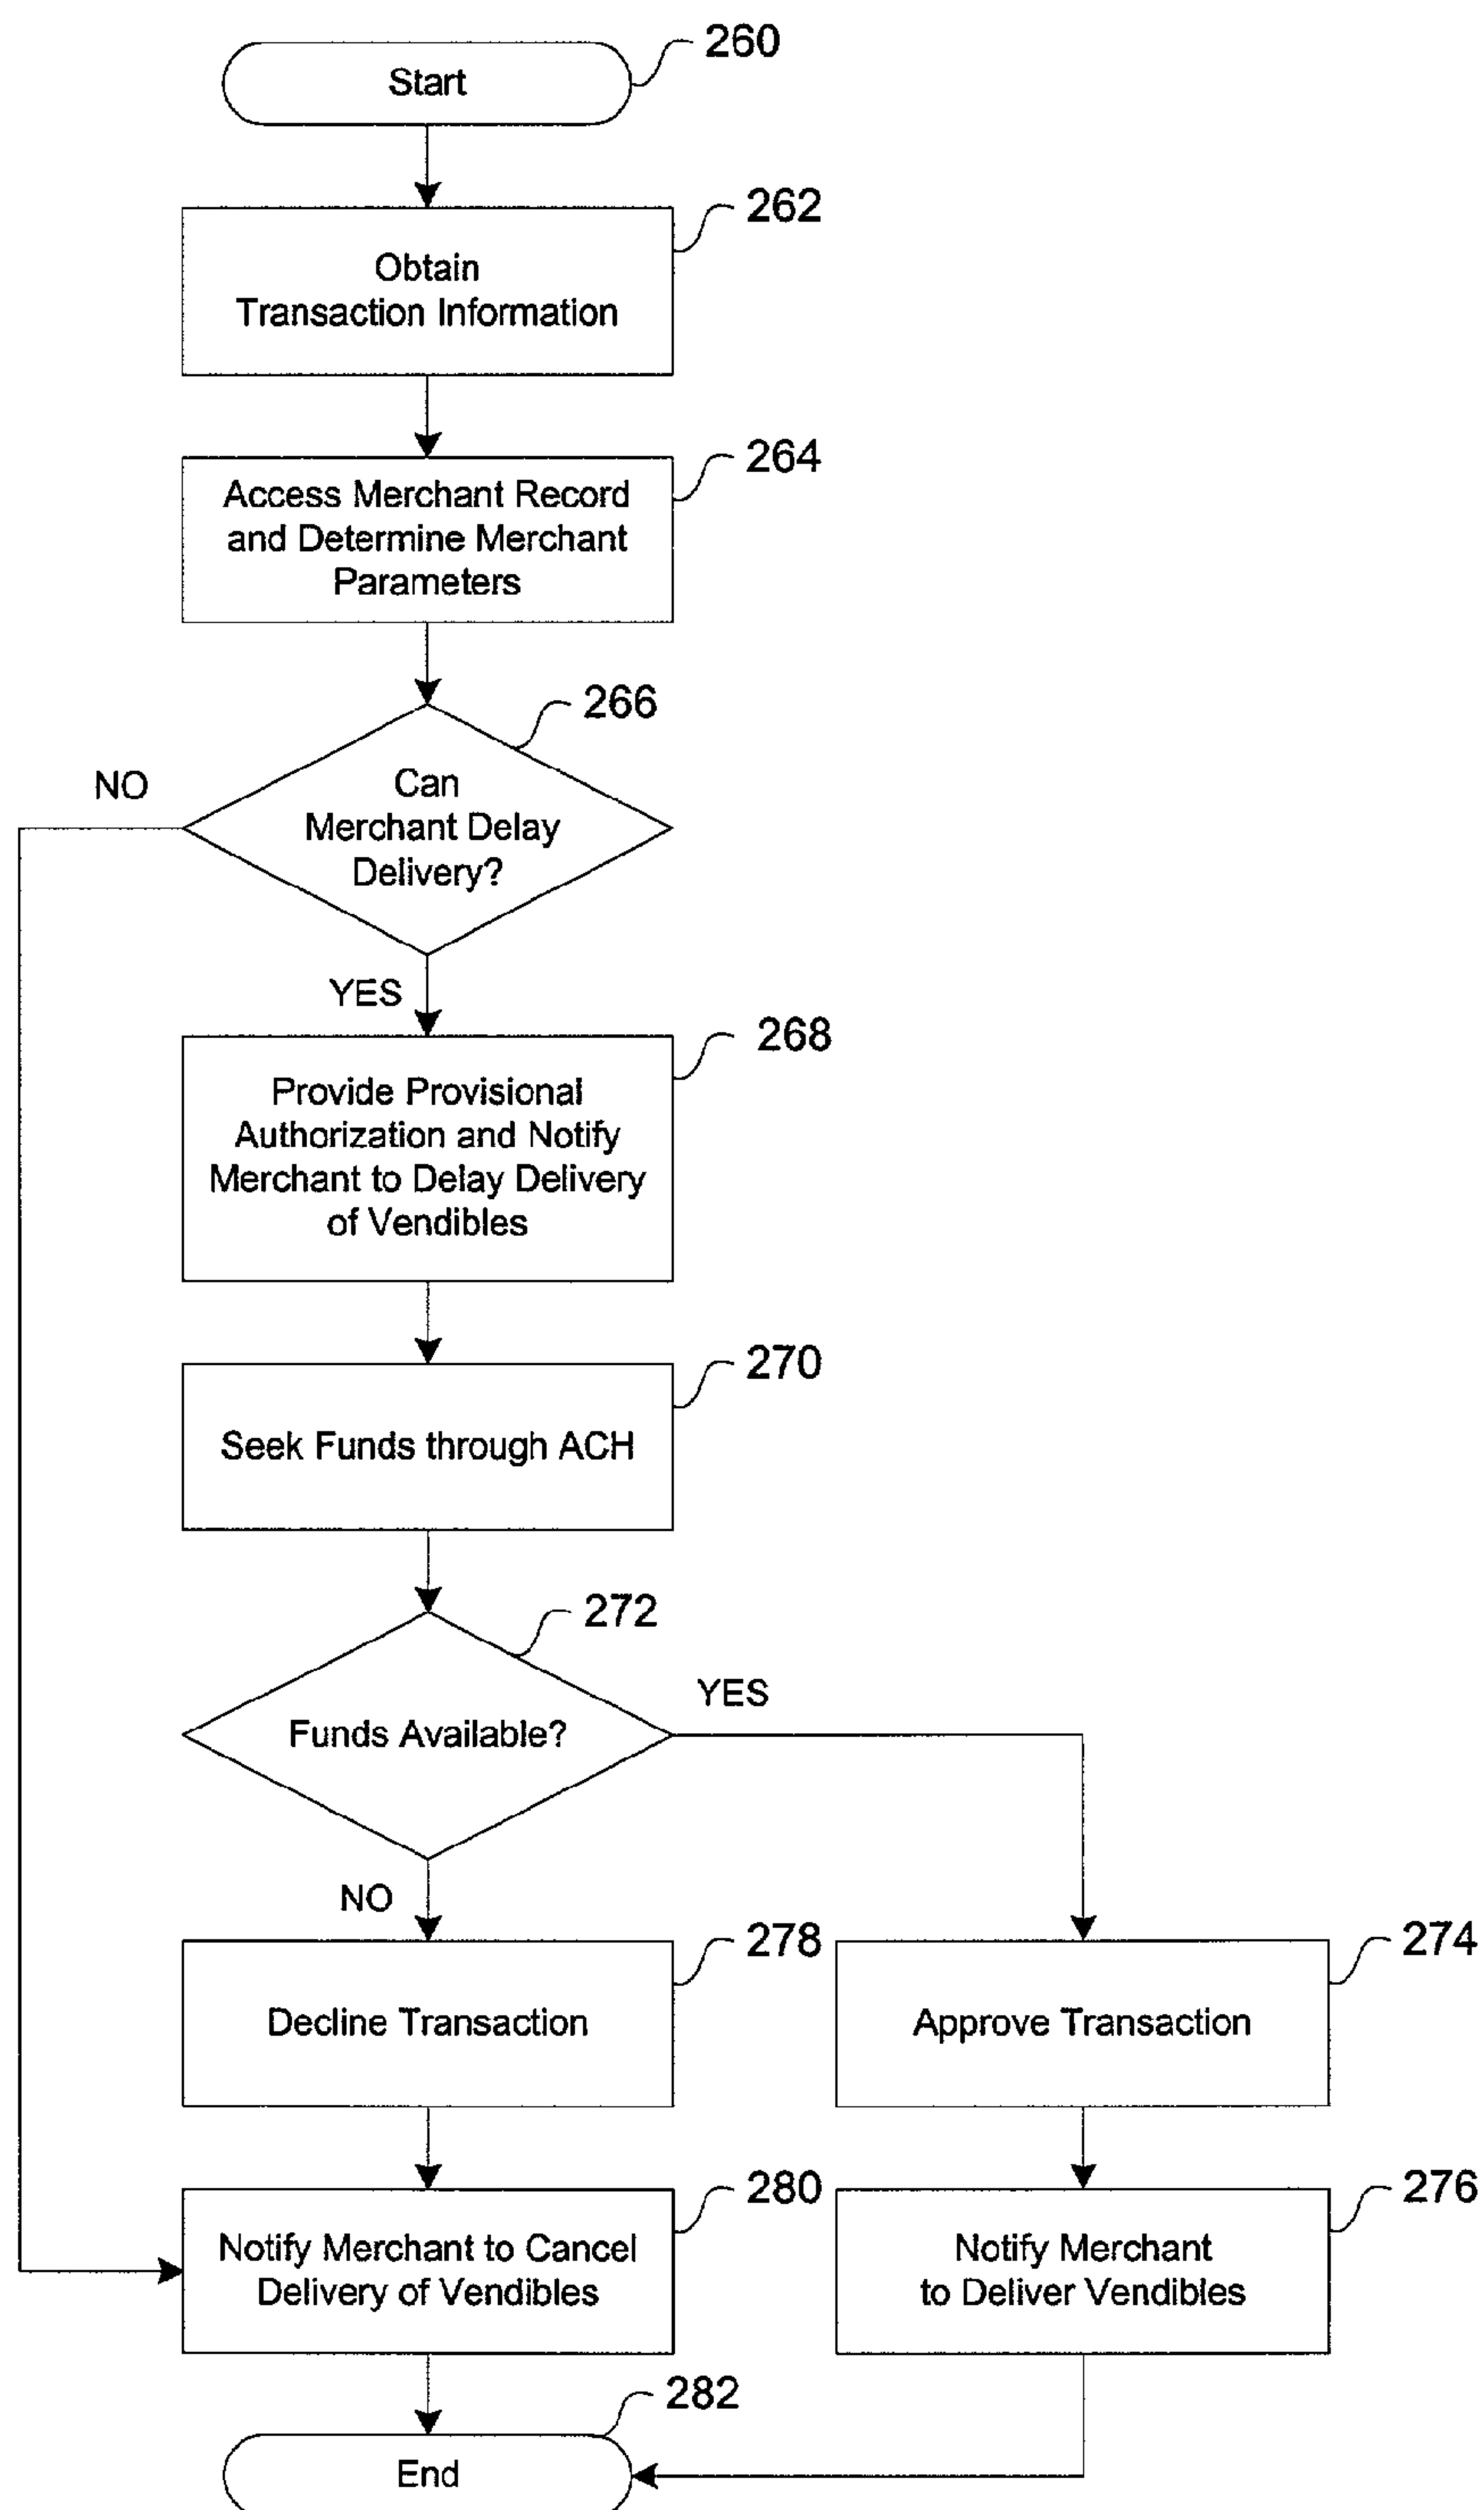 Start
260
262
Obtain
Transaction Information
264
Access Merchant Record
and Determine Merchant
Parameters
266
NO
Can
Merchant Delay
Delivery?
YES
268
Provide Provisional
Authorization and Notify
Merchant to Delay Delivery
of Vendibles
270
Seek Funds through ACH
272
YES
Funds Available?
NO
278
274
Decline Transaction
Approve Transaction
280
276
Notify Merchant to Cancel
Delivery of Vendibles
Notify Merchant
to Deliver Vendibles
282
End